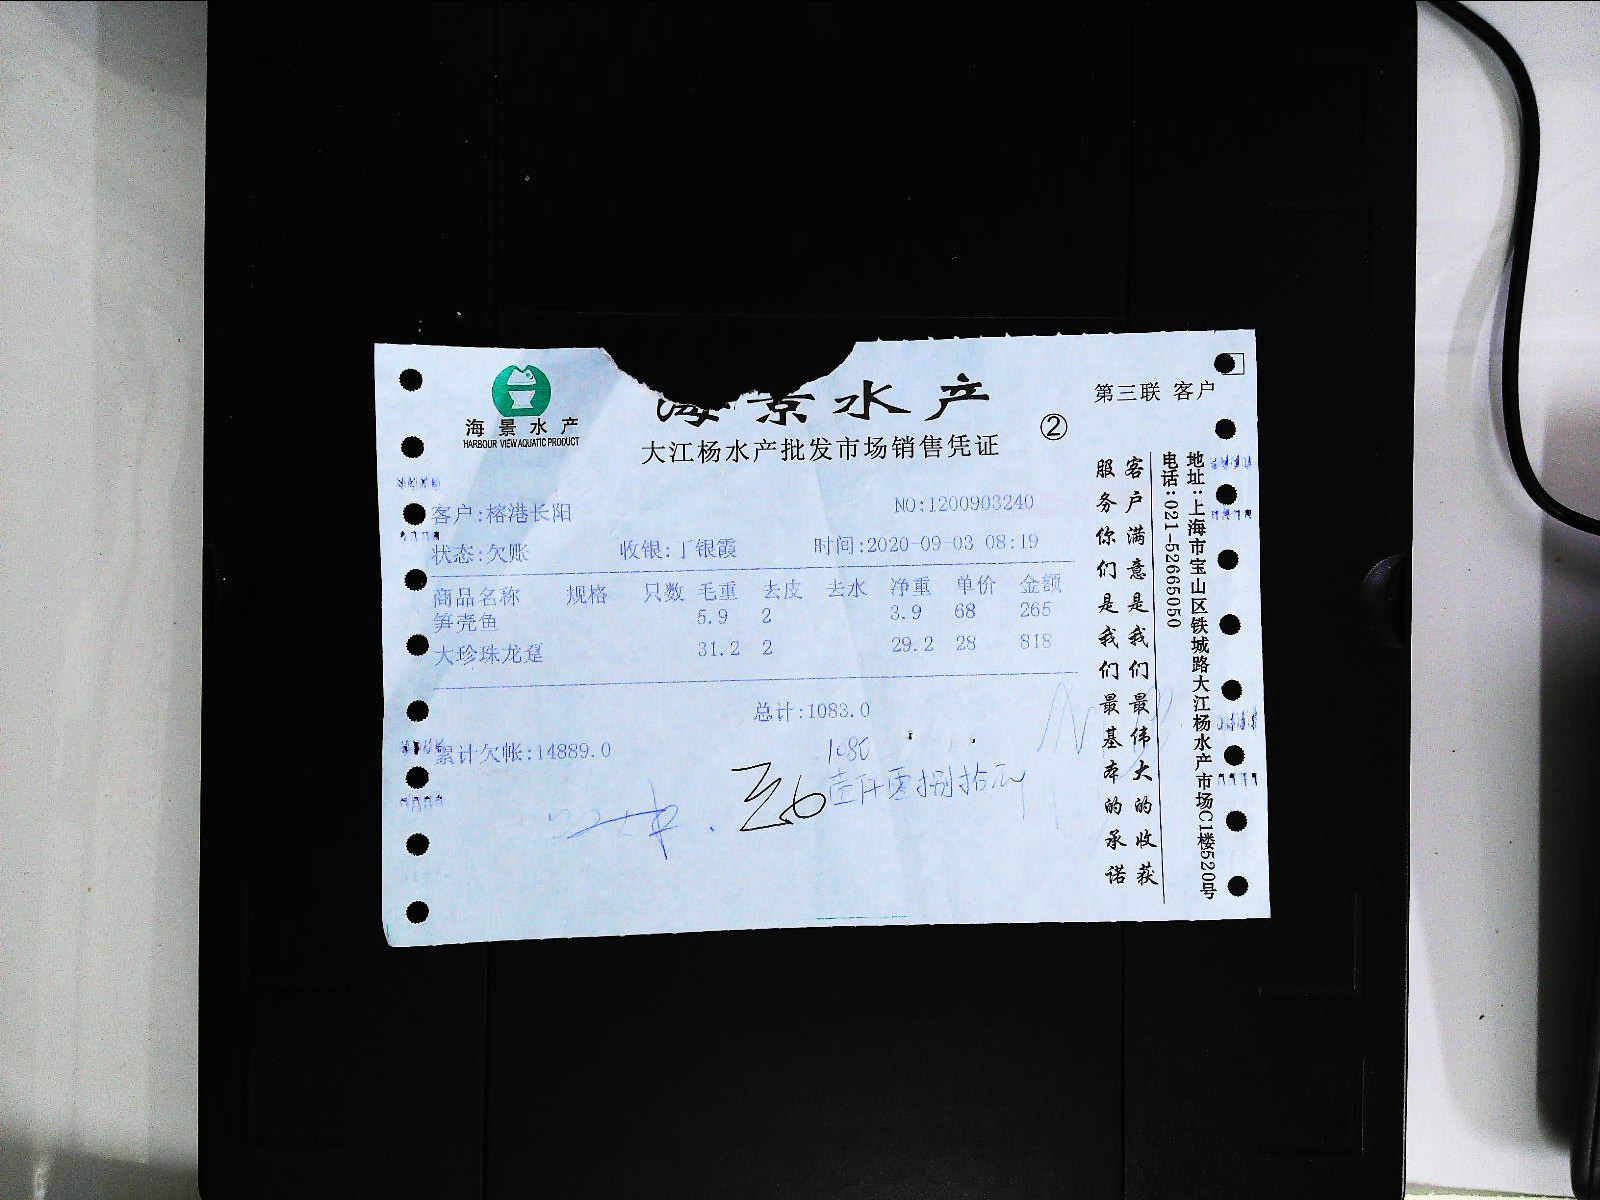 海景水产
HARBOUR VIEW AQUATIC PRODUCT
海景水产
大江杨水产批发市场销售凭证
②
第三联 客户
客户:榕港长阳
NO:1200903240
状态:欠账 收银:丁银霞 时间:2020-09-03 08:19
商品名称 规格 只数 毛重 去皮 去水 净重 单价 金额
笋壳鱼 5.9 2 3.9 68 265
大珍珠龙趸 31.2 2 29.2 28 818
总计:1083.0
累计欠帐:14889.0
1080
壹仟零捌拾元
客户满意是我们最伟大的收获
服务你们是我们最基本的承诺
地址:上海市宝山区铁城路大江杨水产市场C1楼520号
电话:021-52665050